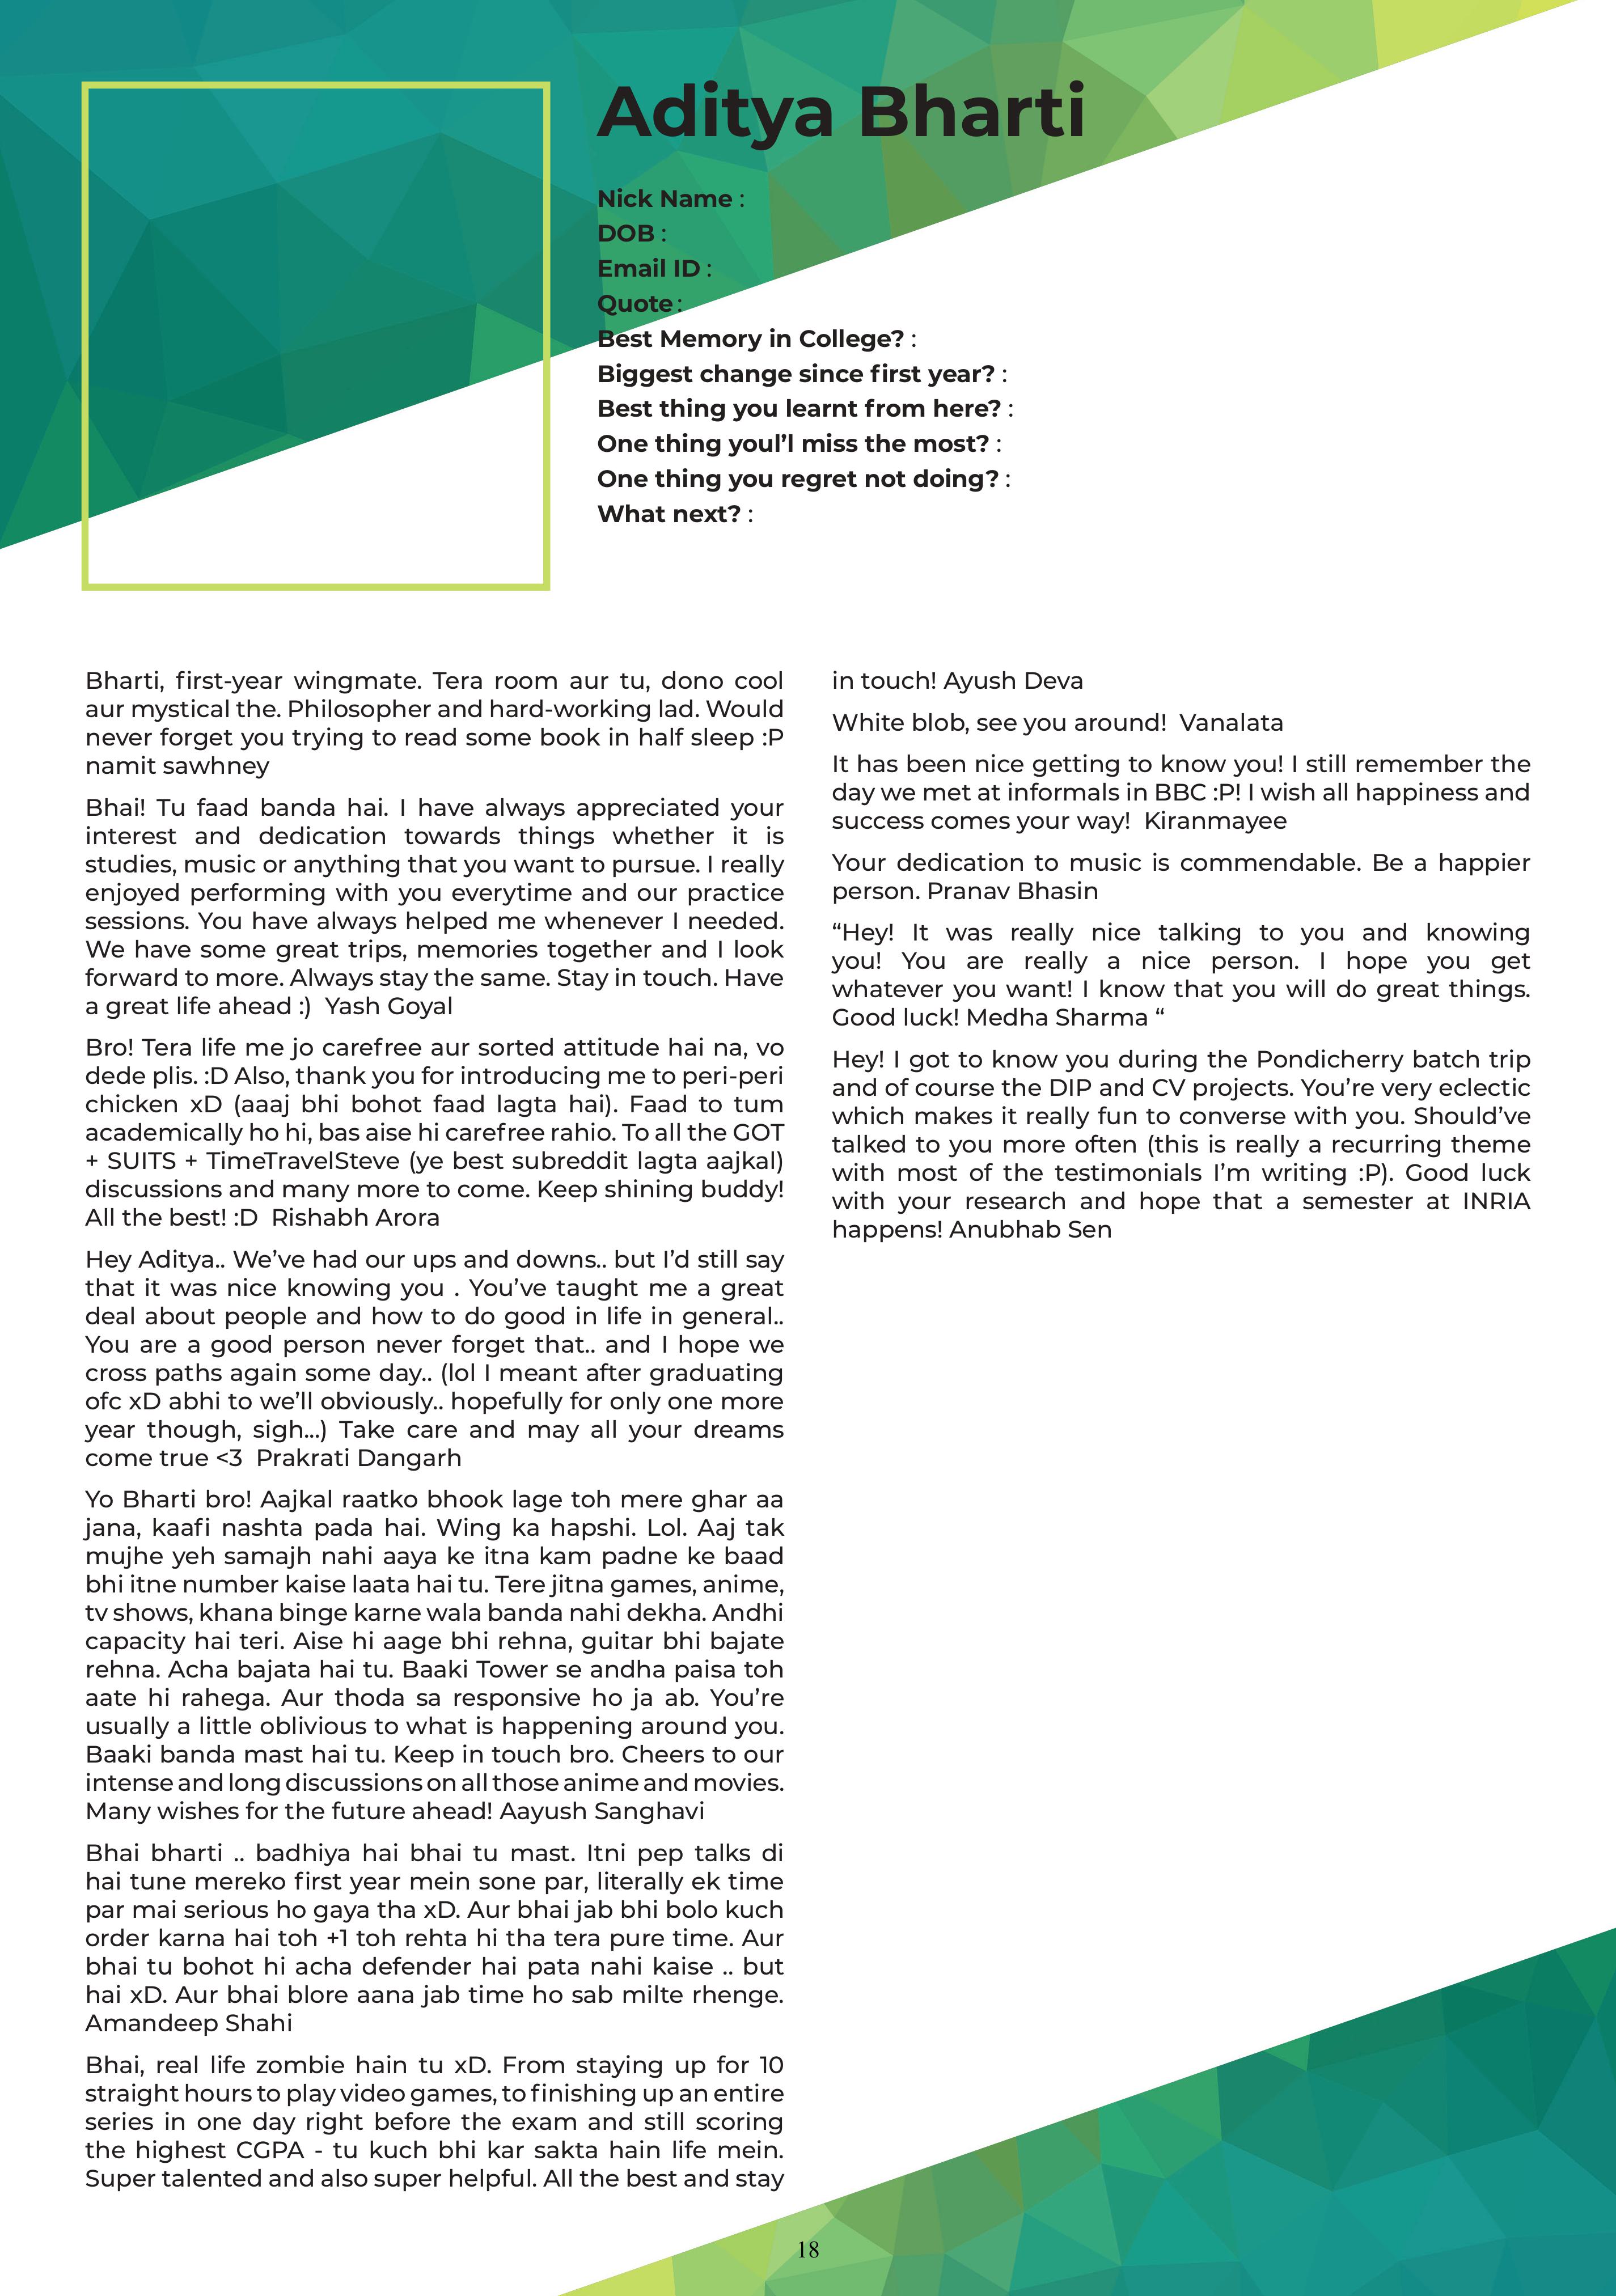 Aditya Bharti
Nick Name :
DOB :
Email ID :
Quote :
Best Memory in College? :
Biggest change since first year? :
Best thing you learnt from here? :
One thing youl’l miss the most? :
One thing you regret not doing? :
What next? :
Bharti, first-year wingmate. Tera room aur tu, dono cool
aur mystical the. Philosopher and hard-working lad. Would
never forget you trying to read some book in half sleep :P
namit sawhney
Bhai! Tu faad banda hai. I have always appreciated your
interest and dedication towards things whether it is
studies, music or anything that you want to pursue. I really
enjoyed performing with you everytime and our practice
sessions. You have always helped me whenever I needed.
We have some great trips, memories together and I look
forward to more. Always stay the same. Stay in touch. Have
a great life ahead :)  Yash Goyal
Bro! Tera life me jo carefree aur sorted attitude hai na, vo
dede plis. :D Also, thank you for introducing me to peri-peri
chicken xD (aaaj bhi bohot faad lagta hai). Faad to tum
academically ho hi, bas aise hi carefree rahio. To all the GOT
+ SUITS + TimeTravelSteve (ye best subreddit lagta aajkal)
discussions and many more to come. Keep shining buddy!
All the best! :D  Rishabh Arora
Hey Aditya.. We’ve had our ups and downs.. but I’d still say
that it was nice knowing you . You’ve taught me a great
deal about people and how to do good in life in general..
You are a good person never forget that.. and I hope we
cross paths again some day.. (lol I meant after graduating
ofc xD abhi to we’ll obviously.. hopefully for only one more
year though, sigh...) Take care and may all your dreams
come true <3  Prakrati Dangarh
Yo Bharti bro! Aajkal raatko bhook lage toh mere ghar aa
jana, kaafi nashta pada hai. Wing ka hapshi. Lol. Aaj tak
mujhe yeh samajh nahi aaya ke itna kam padne ke baad
bhi itne number kaise laata hai tu. Tere jitna games, anime,
tv shows, khana binge karne wala banda nahi dekha. Andhi
capacity hai teri. Aise hi aage bhi rehna, guitar bhi bajate
rehna. Acha bajata hai tu. Baaki Tower se andha paisa toh
aate hi rahega. Aur thoda sa responsive ho ja ab. You’re
usually a little oblivious to what is happening around you.
Baaki banda mast hai tu. Keep in touch bro. Cheers to our
intense and long discussions on all those anime and movies.
Many wishes for the future ahead! Aayush Sanghavi
Bhai bharti .. badhiya hai bhai tu mast. Itni pep talks di
hai tune mereko first year mein sone par, literally ek time
par mai serious ho gaya tha xD. Aur bhai jab bhi bolo kuch
order karna hai toh +1 toh rehta hi tha tera pure time. Aur
bhai tu bohot hi acha defender hai pata nahi kaise .. but
hai xD. Aur bhai blore aana jab time ho sab milte rhenge.
Amandeep Shahi
Bhai, real life zombie hain tu xD. From staying up for 10
straight hours to play video games, to finishing up an entire
series in one day right before the exam and still scoring
the highest CGPA - tu kuch bhi kar sakta hain life mein.
Super talented and also super helpful. All the best and stay
in touch! Ayush Deva
White blob, see you around!  Vanalata
It has been nice getting to know you! I still remember the
day we met at informals in BBC :P! I wish all happiness and
success comes your way!  Kiranmayee
Your dedication to music is commendable. Be a happier
person. Pranav Bhasin
“Hey! It was really nice talking to you and knowing
you! You are really a nice person. I hope you get
whatever you want! I know that you will do great things.
Good luck! Medha Sharma “
Hey! I got to know you during the Pondicherry batch trip
and of course the DIP and CV projects. You’re very eclectic
which makes it really fun to converse with you. Should’ve
talked to you more often (this is really a recurring theme
with most of the testimonials I’m writing :P). Good luck
with your research and hope that a semester at INRIA
happens! Anubhab Sen
18